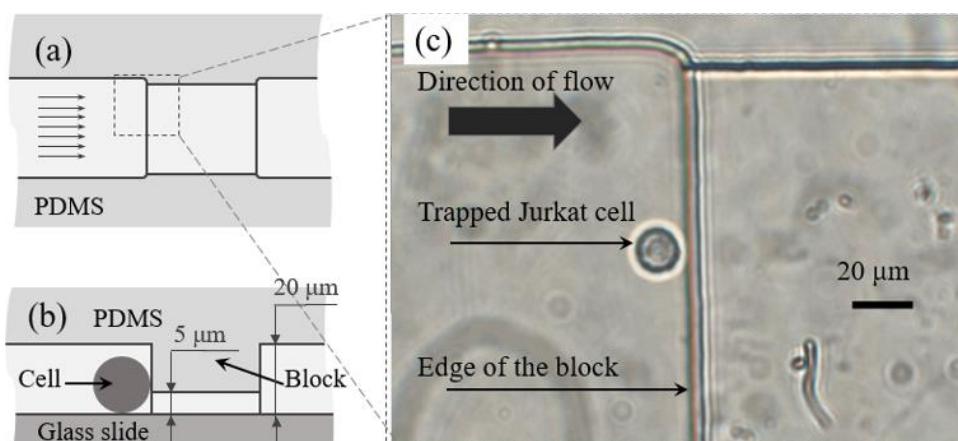 (a)
PDMS
(b)
PDMS
20 μm
5 μm
Cell
Block
Glass slide
(c)
Direction of flow
Trapped Jurkat cell
20 μm
Edge of the block